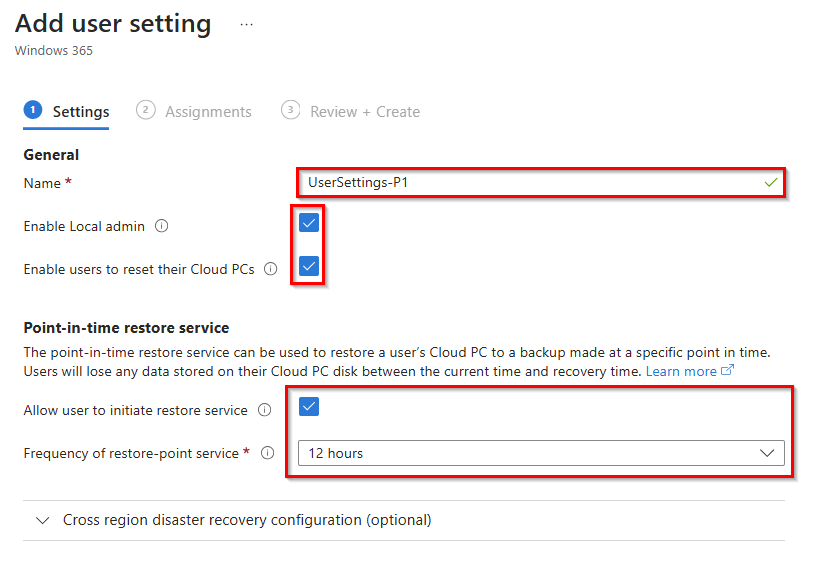 Add user setting ...
Windows 365
1 Settings 2 Assignments 3 Review + Create
General
Name * UserSettings-P1
Enable Local admin
Enable users to reset their Cloud PCs
Point-in-time restore service
The point-in-time restore service can be used to restore a user's Cloud PC to a backup made at a specific point in time.
Users will lose any data stored on their Cloud PC disk between the current time and recovery time. Learn more
Allow user to initiate restore service
Frequency of restore-point service * 12 hours
Cross region disaster recovery configuration (optional)